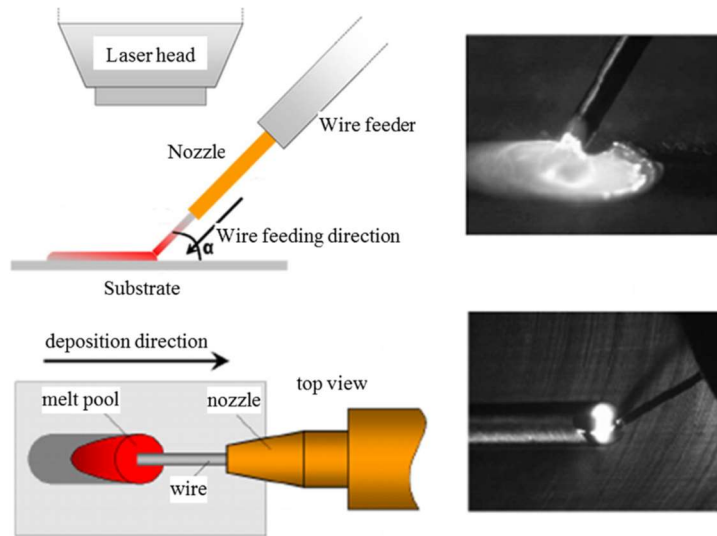 Laser head
Wire feeder
Nozzle
Wire feeding direction
α
Substrate
deposition direction
top view
melt pool
nozzle
wire